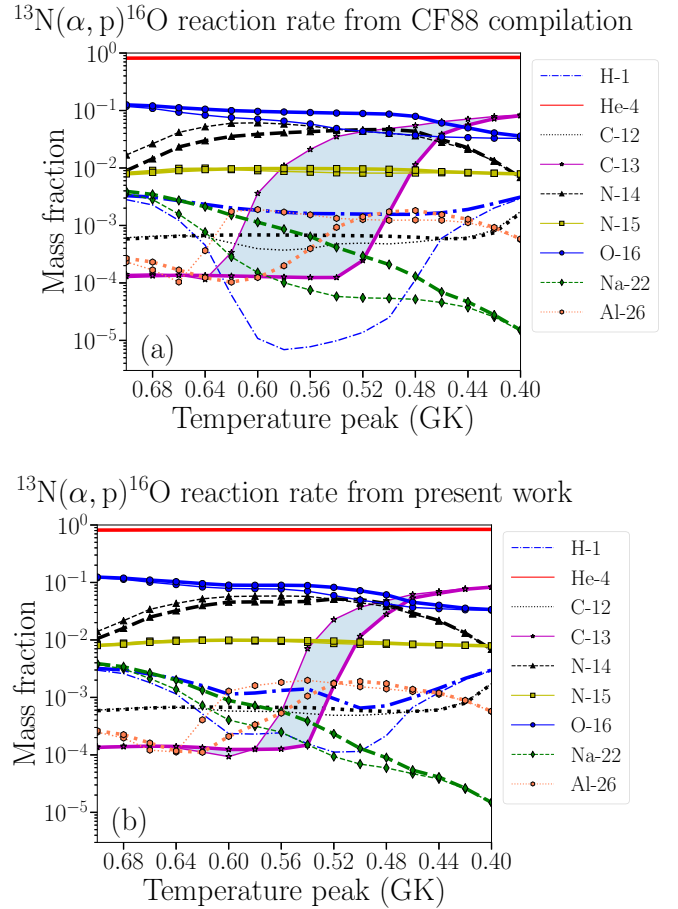 ¹³N(α, p)¹⁶O reaction rate from CF88 compilation
10⁰
10⁻¹
10⁻²
10⁻³
10⁻⁴
10⁻⁵
Mass fraction
(a)
0.68 0.64 0.60 0.56 0.52 0.48 0.44 0.40
Temperature peak (GK)
H-1
He-4
C-12
C-13
N-14
N-15
O-16
Na-22
Al-26
¹³N(α, p)¹⁶O reaction rate from present work
10⁰
10⁻¹
10⁻²
10⁻³
10⁻⁴
10⁻⁵
Mass fraction
(b)
0.68 0.64 0.60 0.56 0.52 0.48 0.44 0.40
Temperature peak (GK)
H-1
He-4
C-12
C-13
N-14
N-15
O-16
Na-22
Al-26